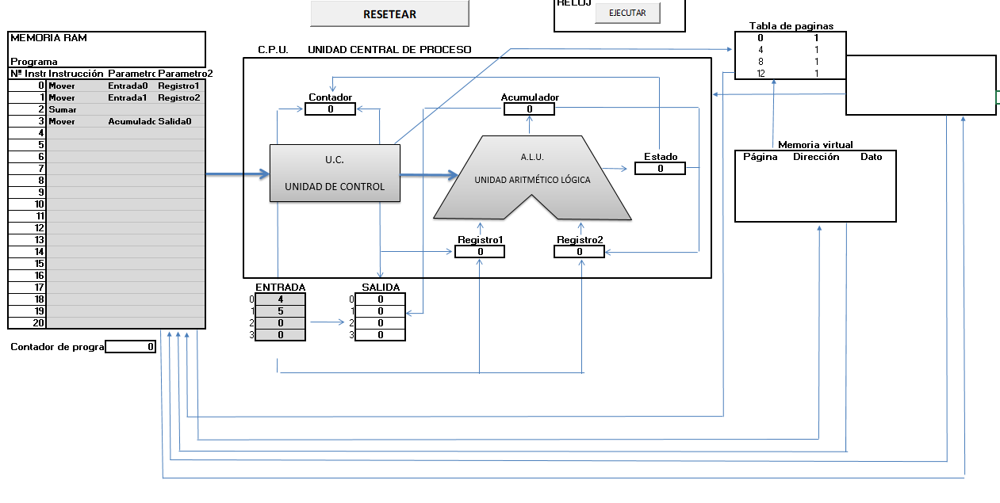 RESETEAR
RELOJ
EJECUTAR
MEMORIA RAM
Programa
Nº Instr Instrucción Parametrc Parametro2
0 Mover Entrada0 Registro1
1 Mover Entrada1 Registro2
2 Sumar
3 Mover Acumuladc Salida0
4
5
6
7
8
9
10
11
12
13
14
15
16
17
18
19
20
Contador de progra 0
C.P.U. UNIDAD CENTRAL DE PROCESO
Contador
0
Acumulador
0
U.C.
UNIDAD DE CONTROL
A.L.U.
UNIDAD ARITMÉTICO LÓGICA
Estado
0
Registro1
0
Registro2
0
ENTRADA
0 4
1 5
2 0
3 0
SALIDA
0 0
1 0
2 0
3 0
Tabla de paginas
0 1
4 1
8 1
12 1
Memoria virtual
Página Dirección Dato